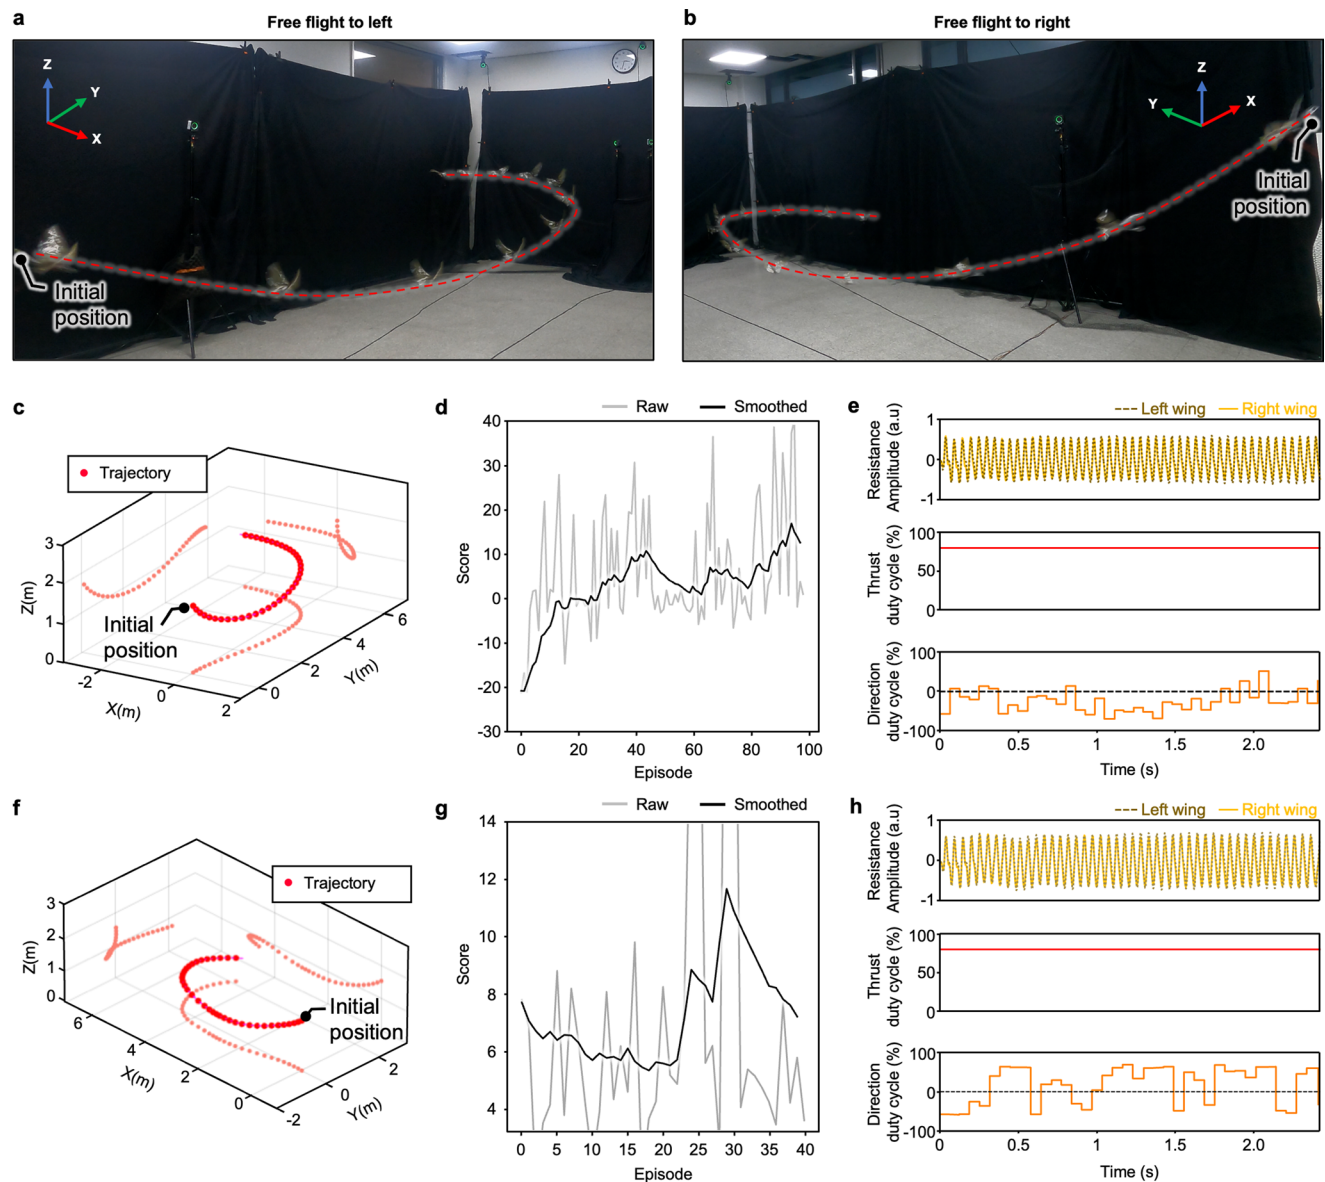 a
Free flight to left
b
Free flight to right
Z
Y
X
Initial
position
Z
Y
X
Initial
position
c
Trajectory
3
2
1
0
Z(m)
-2
0
2
X(m)
0
2
4
6
Y(m)
Initial
position
d
Raw
Smoothed
40
30
20
10
0
-10
-20
-30
Score
0
20
40
60
80
100
Episode
e
Left wing
Right wing
Resistance
Amplitude (a.u)
1
0
-1
Thrust
duty cycle (%)
100
50
0
Direction
duty cycle (%)
100
0
-100
0
0.5
1
1.5
2.0
Time (s)
f
Trajectory
3
2
1
0
Z(m)
6
4
2
0
X(m)
-2
0
2
Y(m)
Initial
position
g
Raw
Smoothed
14
12
10
8
6
4
Score
0
5
10
15
20
25
30
35
40
Episode
h
Left wing
Right wing
Resistance
Amplitude (a.u)
1
0
-1
Thrust
duty cycle (%)
100
50
0
Direction
duty cycle (%)
100
0
-100
0
0.5
1
1.5
2.0
Time (s)